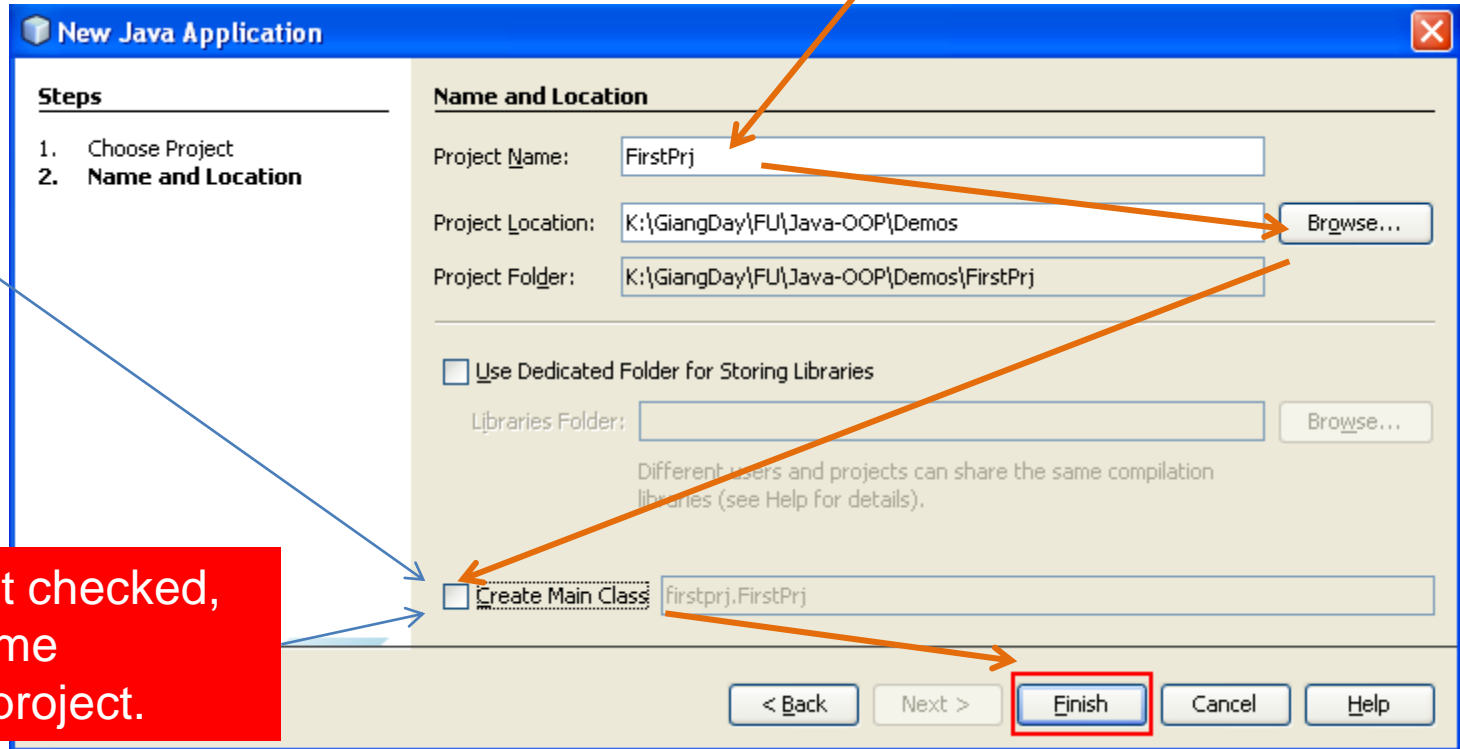 New Java Application
Steps
1. Choose Project
2. Name and Location
Name and Location
Project Name: FirstPrj
Project Location: K:\GiangDay\FU\Java-OOP\Demos Browse...
Project Folder: K:\GiangDay\FU\Java-OOP\Demos\FirstPrj
Use Dedicated Folder for Storing Libraries
Libraries Folder: Browse...
Different users and projects can share the same compilation
libraries (see Help for details).
Create Main Class firstprj.FirstPrj
t checked,
me
project.
< Back Next > Finish Cancel Help